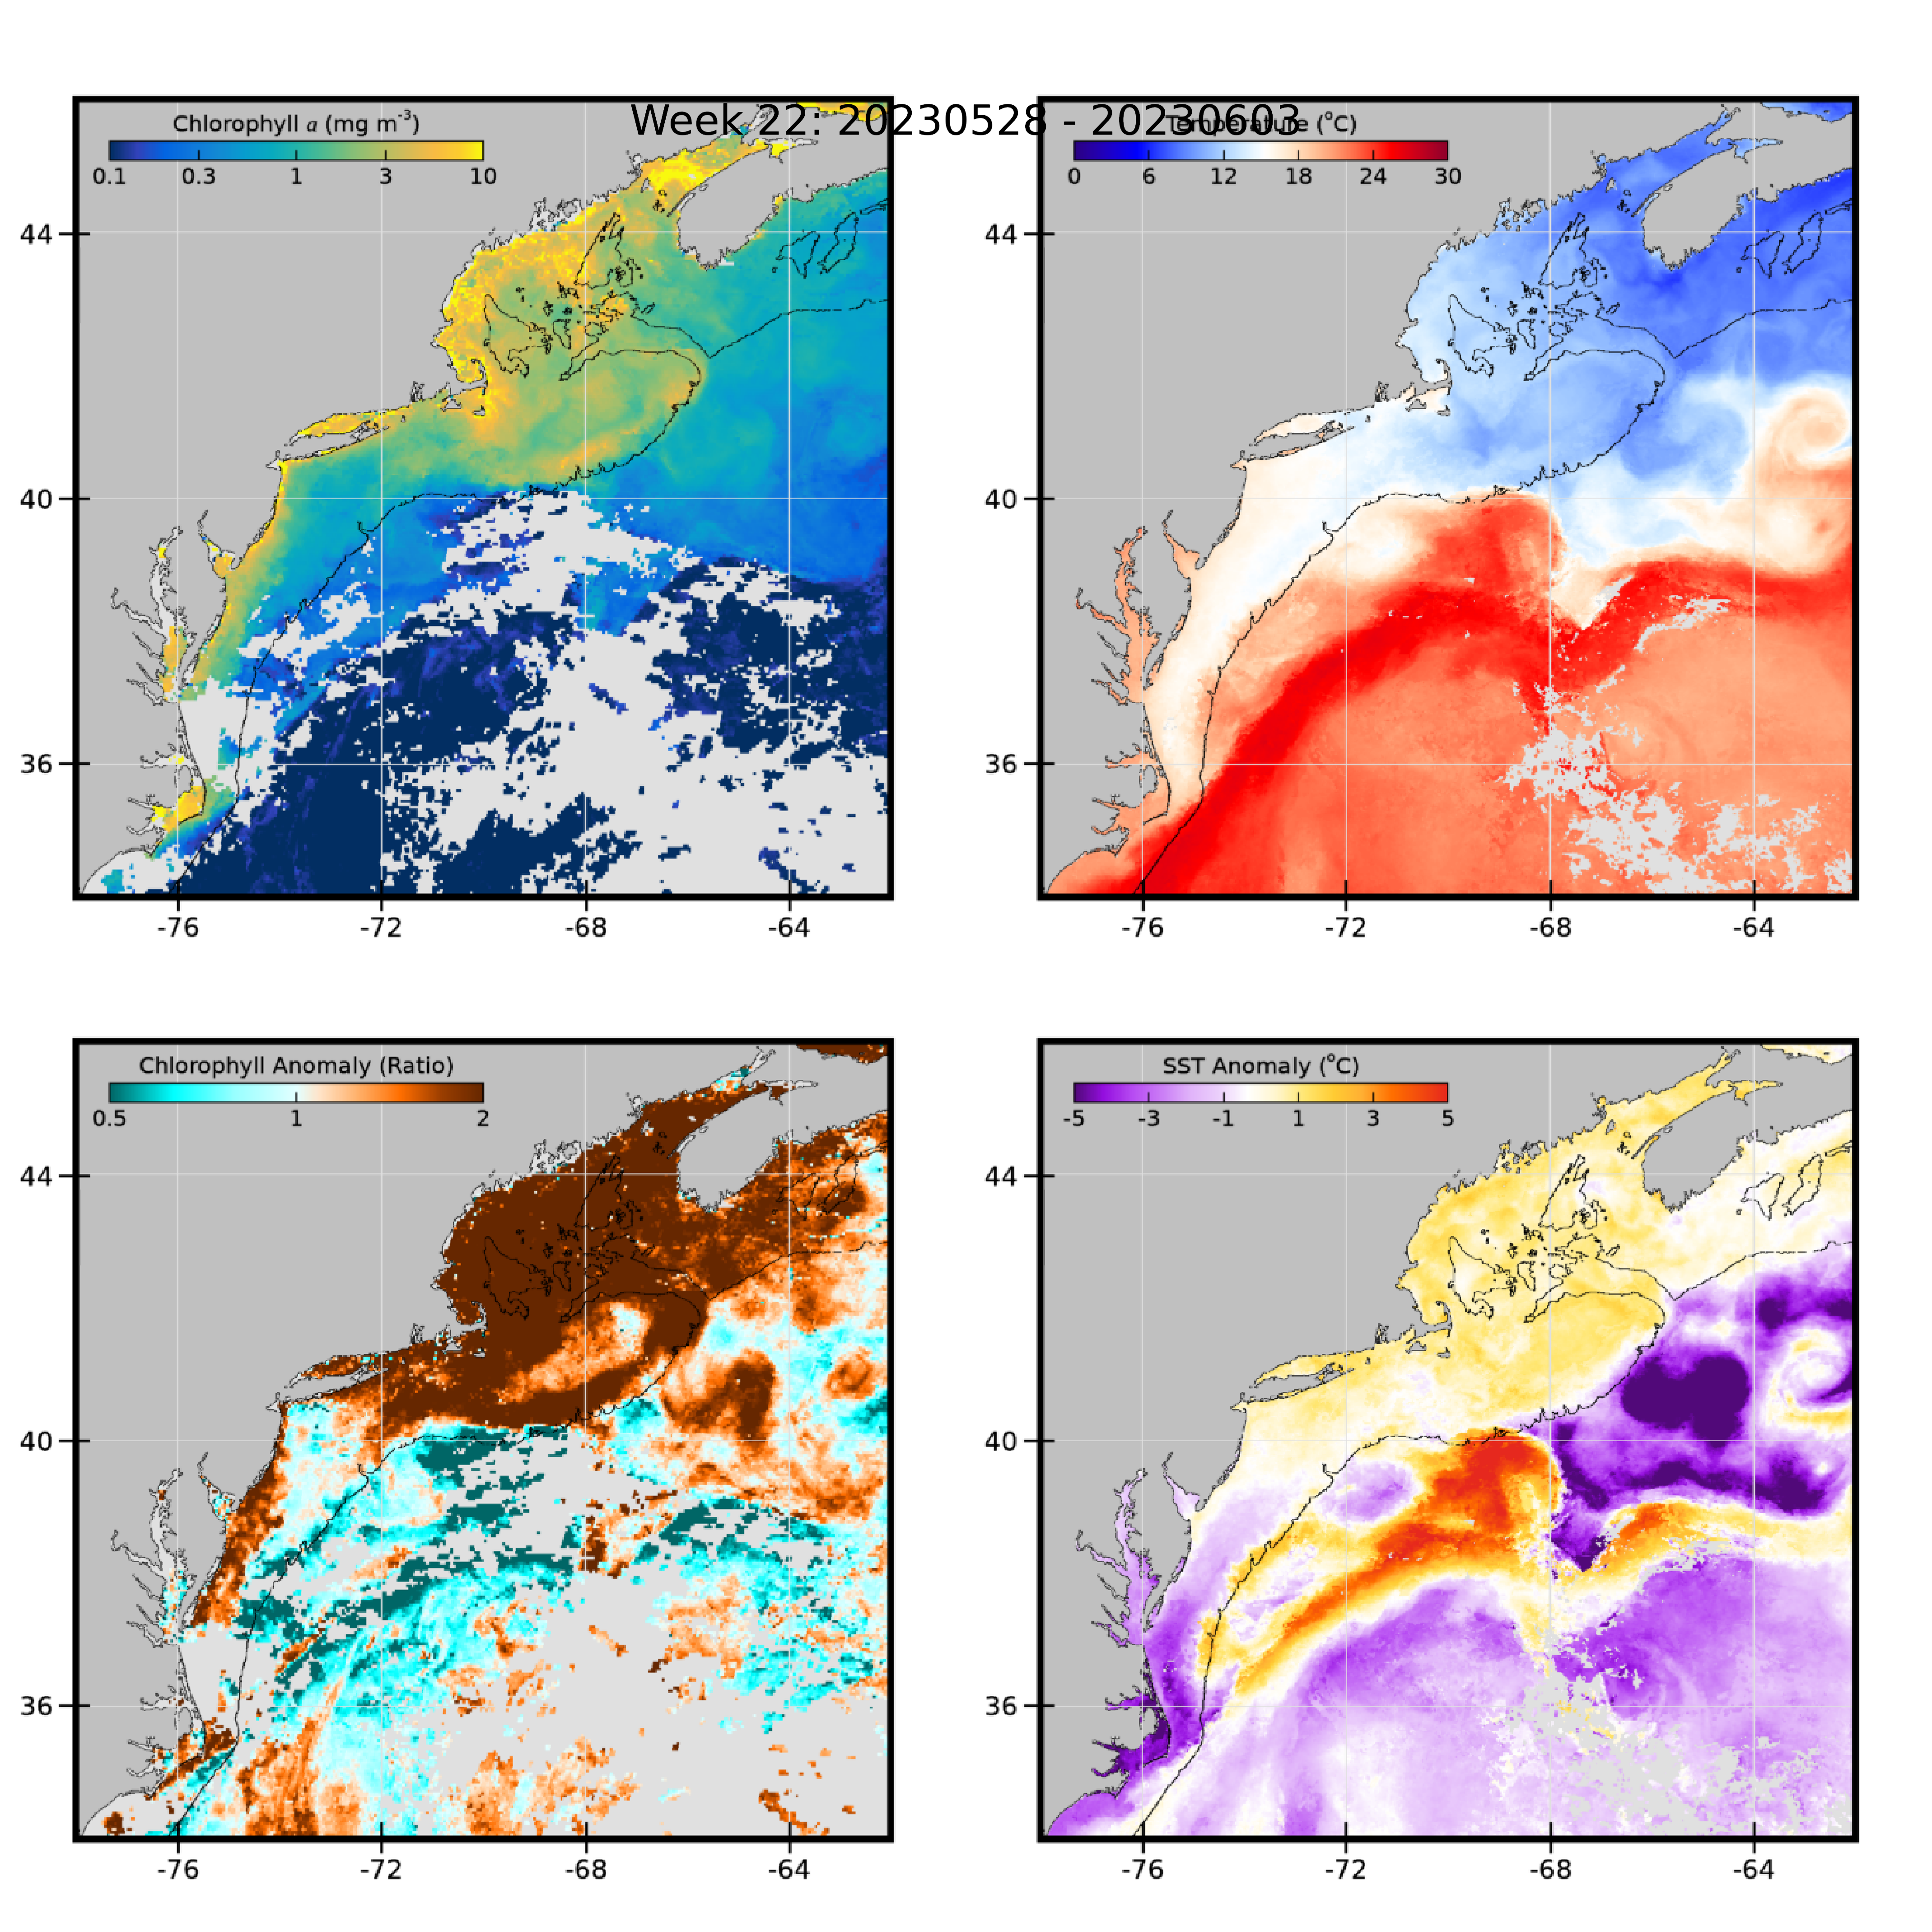 Week 22: 20230528 - 20230603
Chlorophyll a (mg m-3)
0.1 0.3 1 3 10
44
40
36
-76 -72 -68 -64
Temperature (oC)
0 6 12 18 24 30
44
40
36
-76 -72 -68 -64
Chlorophyll Anomaly (Ratio)
0.5 1 2
44
40
36
-76 -72 -68 -64
SST Anomaly (oC)
-5 -3 -1 1 3 5
44
40
36
-76 -72 -68 -64